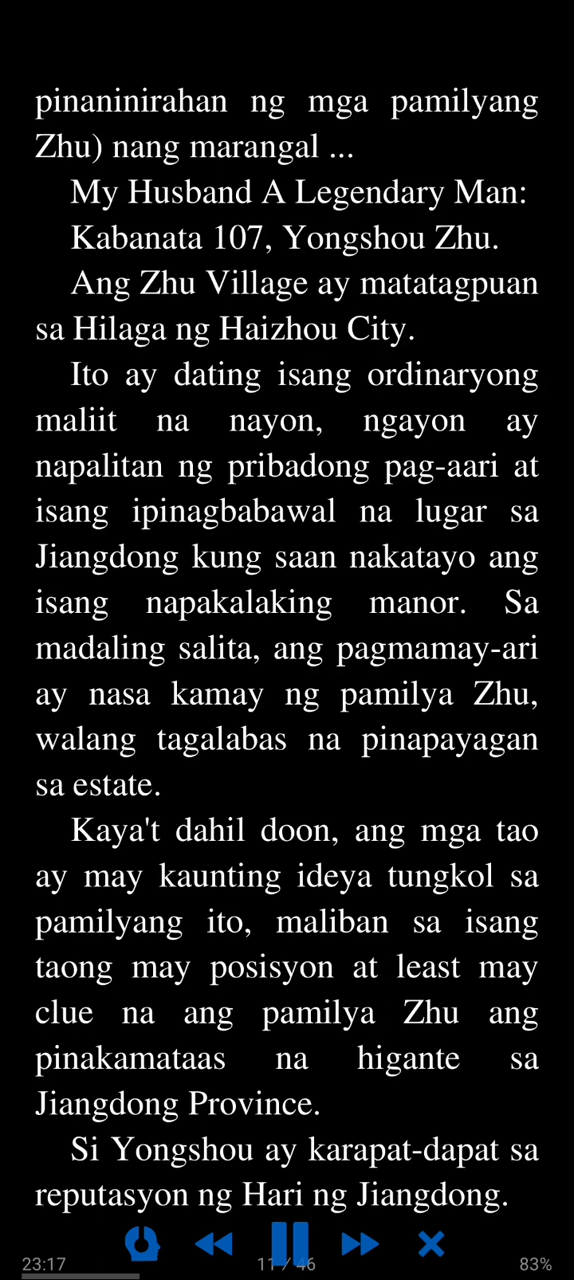 pinaninirahan ng mga pamilyang
Zhu) nang marangal ...
My Husband A Legendary Man:
Kabanata 107, Yongshou Zhu.
Ang Zhu Village ay matatagpuan
sa Hilaga ng Haizhou City.
Ito ay dating isang ordinaryong
maliit na nayon, ngayon ay
napalitan ng pribadong pag-aari at
isang ipinagbabawal na lugar sa
Jiangdong kung saan nakatayo ang
isang napakalaking manor. Sa
madaling salita, ang pagmamay-ari
ay nasa kamay ng pamilya Zhu,
walang tagalabas na pinapayagan
sa estate.
Kaya't dahil doon, ang mga tao
ay may kaunting ideya tungkol sa
pamilyang ito, maliban sa isang
taong may posisyon at least may
clue na ang pamilya Zhu ang
pinakamataas na higante sa
Jiangdong Province.
Si Yongshou ay karapat-dapat sa
reputasyon ng Hari ng Jiangdong.
23:17 11 / 46 83%